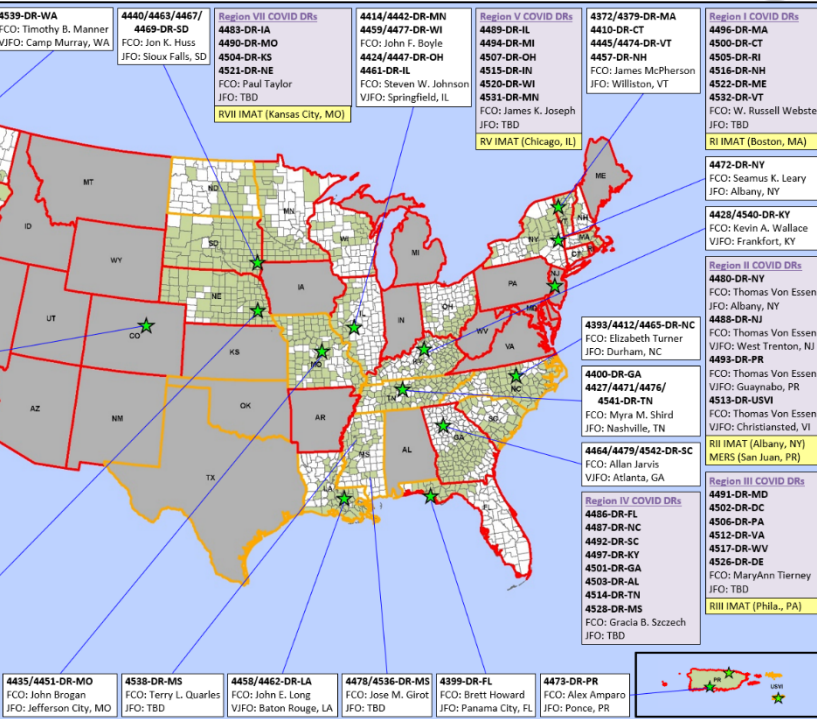 4539-DR-WA
FCO: Timothy B. Manner
VJFO: Camp Murray, WA
4440/4463/4467/
4469-DR-SD
FCO: Jon K. Huss
JFO: Sioux Falls, SD
Region VII COVID DRs
4483-DR-IA
4490-DR-MO
4504-DR-KS
4521-DR-NE
FCO: Paul Taylor
JFO: TBD
RVII IMAT (Kansas City, MO)
4414/4442-DR-MN
4459/4477-DR-WI
FCO: John F. Boyle
4424/4447-DR-OH
4461-DR-IL
FCO: Steven W. Johnson
VJFO: Springfield, IL
Region V COVID DRs
4489-DR-IL
4494-DR-MI
4507-DR-OH
4515-DR-IN
4520-DR-WI
4531-DR-MN
FCO: James K. Joseph
JFO: TBD
RV IMAT (Chicago, IL)
4372/4379-DR-MA
4410-DR-CT
4445/4474-DR-VT
4457-DR-NH
FCO: James McPherson
JFO: Williston, VT
Region I COVID DRs
4496-DR-MA
4500-DR-CT
4505-DR-RI
4516-DR-NH
4522-DR-ME
4532-DR-VT
FCO: W. Russell Webste
JFO: TBD
RI IMAT (Boston, MA)
4472-DR-NY
FCO: Seamus K. Leary
JFO: Albany, NY
4428/4540-DR-KY
FCO: Kevin A. Wallace
VJFO: Frankfort, KY
Region II COVID DRs
4480-DR-NY
FCO: Thomas Von Essen
JFO: Albany, NY
4488-DR-NJ
FCO: Thomas Von Essen
VJFO: West Trenton, NJ
4493-DR-PR
FCO: Thomas Von Essen
VJFO: Guaynabo, PR
4513-DR-USVI
FCO: Thomas Von Essen
VJFO: Christiansted, VI
RII IMAT (Albany, NY)
MERS (San Juan, PR)
4393/4412/4465-DR-NC
FCO: Elizabeth Turner
JFO: Durham, NC
4400-DR-GA
4427/4471/4476/
4541-DR-TN
FCO: Myra M. Shird
JFO: Nashville, TN
4464/4479/4542-DR-SC
FCO: Allan Jarvis
VJFO: Atlanta, GA
Region IV COVID DRs
4486-DR-FL
4487-DR-NC
4492-DR-SC
4497-DR-KY
4501-DR-GA
4503-DR-AL
4514-DR-TN
4528-DR-MS
FCO: Gracia B. Szczech
JFO: TBD
Region III COVID DRs
4491-DR-MD
4502-DR-DC
4506-DR-PA
4512-DR-VA
4517-DR-WV
4526-DR-DE
FCO: MaryAnn Tierney
JFO: TBD
RIII IMAT (Phila., PA)
MT
ND
MN
ME
ID
SD
WI
VT
NH
WY
MI
NY
MA
CT
RI
NE
IA
PA
NJ
UT
CO
IL
IN
OH
MD
KS
MO
WV
VA
KY
AZ
NM
OK
AR
TN
NC
SC
TX
LA
MS
AL
GA
FL
4435/4451-DR-MO
FCO: John Brogan
JFO: Jefferson City, MO
4538-DR-MS
FCO: Terry L. Quarles
JFO: TBD
4458/4462-DR-LA
FCO: John E. Long
VJFO: Baton Rouge, LA
4478/4536-DR-MS
FCO: Jose M. Girot
JFO: TBD
4399-DR-FL
FCO: Brett Howard
JFO: Panama City, FL
4473-DR-PR
FCO: Alex Amparo
JFO: Ponce, PR
PR
USVI